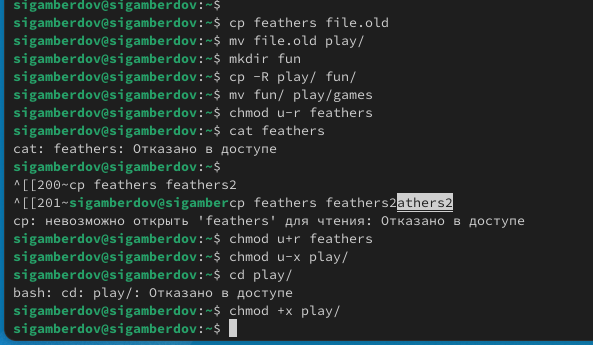 sigamberdov@sigamberdov:~$
sigamberdov@sigamberdov:~$ cp feathers file.old
sigamberdov@sigamberdov:~$ mv file.old play/
sigamberdov@sigamberdov:~$ mkdir fun
sigamberdov@sigamberdov:~$ cp -R play/ fun/
sigamberdov@sigamberdov:~$ mv fun/ play/games
sigamberdov@sigamberdov:~$ chmod u-r feathers
sigamberdov@sigamberdov:~$ cat feathers
cat: feathers: Отказано в доступе
sigamberdov@sigamberdov:~$
^[[200~cp feathers feathers2
^[[201~sigamberdov@sigambercp feathers feathers2athers2
cp: невозможно открыть 'feathers' для чтения: Отказано в доступе
sigamberdov@sigamberdov:~$ chmod u+r feathers
sigamberdov@sigamberdov:~$ chmod u-x play/
sigamberdov@sigamberdov:~$ cd play/
bash: cd: play/: Отказано в доступе
sigamberdov@sigamberdov:~$ chmod +x play/
sigamberdov@sigamberdov:~$